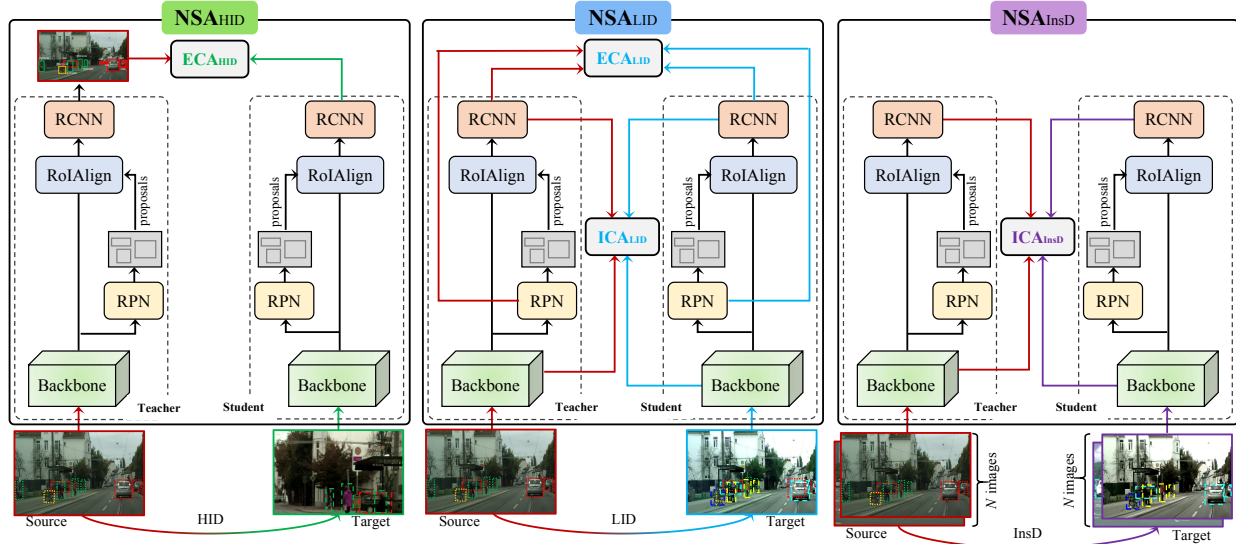 NSAHID
ECAHID
RCNN
RCNN
RoIAlign
RoIAlign
proposals
proposals
RPN
RPN
Backbone
Backbone
Teacher
Student
Source
HID
Target
NSALID
ECALID
RCNN
RCNN
RoIAlign
RoIAlign
proposals
proposals
ICALID
RPN
RPN
Backbone
Backbone
Teacher
Student
Source
LID
Target
NSAInsD
RCNN
RCNN
RoIAlign
RoIAlign
proposals
proposals
ICAInsD
RPN
RPN
Backbone
Backbone
Teacher
Student
N images
N images
Source
InsD
Target